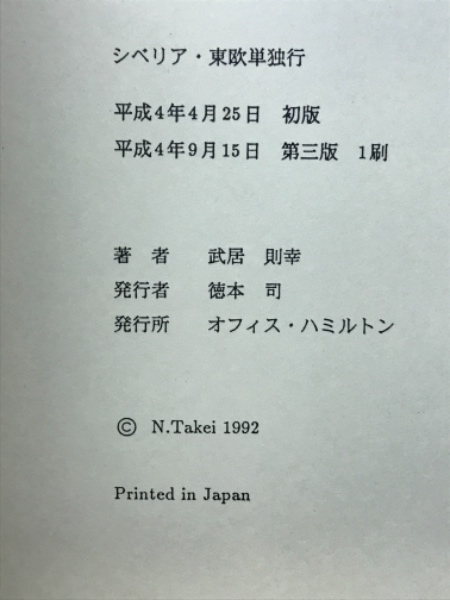 シベリア・東欧単独行
平成4年4月25日 初版
平成4年9月15日 第三版 1刷
著 者 武居 則幸
発行者 徳本 司
発行所 オフィス・ハミルトン
© N.Takei 1992
Printed in Japan